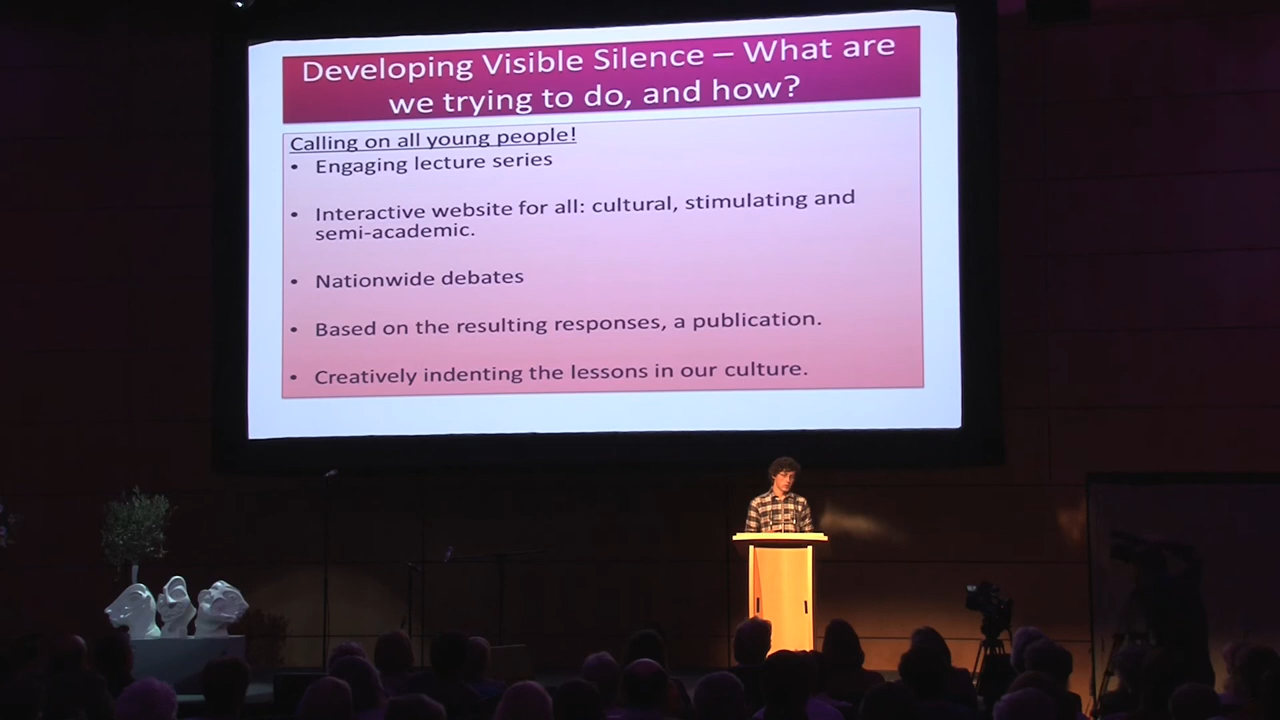 Developing Visible Silence – What are
we trying to do, and how?
Calling on all young people!
• Engaging lecture series
• Interactive website for all: cultural, stimulating and
semi-academic.
• Nationwide debates
• Based on the resulting responses, a publication.
• Creatively indenting the lessons in our culture.